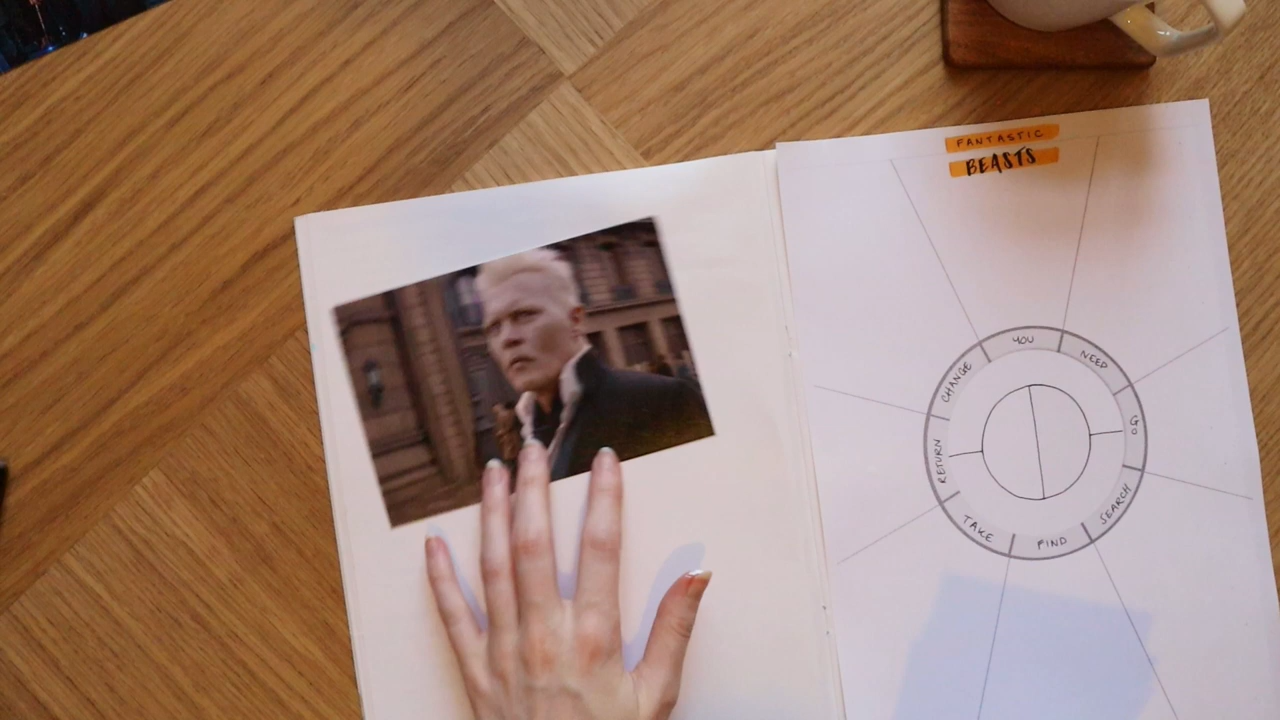 FANTASTIC
BEASTS
YOU
NEED
GO
SEARCH
FIND
TAKE
RETURN
CHANGE